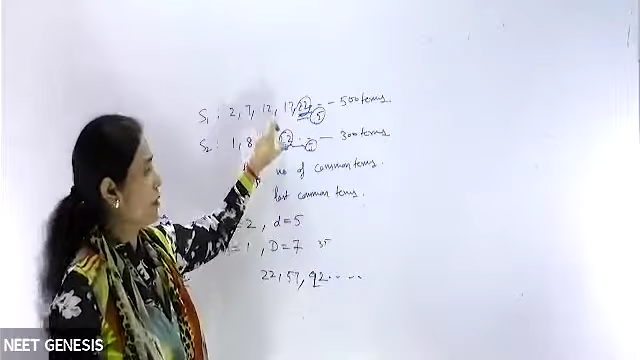 S₁ : 2, 7, 12, 17, 22, - - 500 terms
S₂ : 1, 8 22 . . — 300 terms
no of common terms.
last common term.
= 2, d = 5
= 1, D = 7 35
22, 57, 92 . . . . .
NEET GENESIS